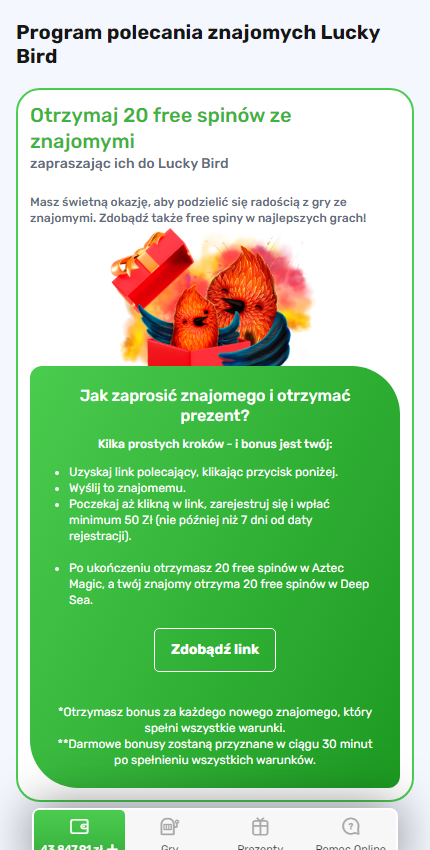 Program polecania znajomych Lucky
Bird
Otrzymaj 20 free spinów ze
znajomymi
zapraszając ich do Lucky Bird
Masz świetną okazję, aby podzielić się radością z gry ze
znajomymi. Zdobądź także free spiny w najlepszych grach!
Jak zaprosić znajomego i otrzymać
prezent?
Kilka prostych kroków - i bonus jest twój:
Uzyskaj link polecający, klikając przycisk poniżej.
Wyślij to znajomemu.
Poczekaj aż klikną w link, zarejestruj się i wpłać
minimum 50 Zł (nie później niż 7 dni od daty
rejestracji).
Po ukończeniu otrzymasz 20 free spinów w Aztec
Magic, a twój znajomy otrzyma 20 free spinów w Deep
Sea.
Zdobądź link
*Otrzymasz bonus za każdego nowego znajomego, który
spełni wszystkie warunki.
**Darmowe bonusy zostaną przyznane w ciągu 30 minut
po spełnieniu wszystkich warunków.
43 847,91 zł +
Gry
Prezenty
Pomoc Online